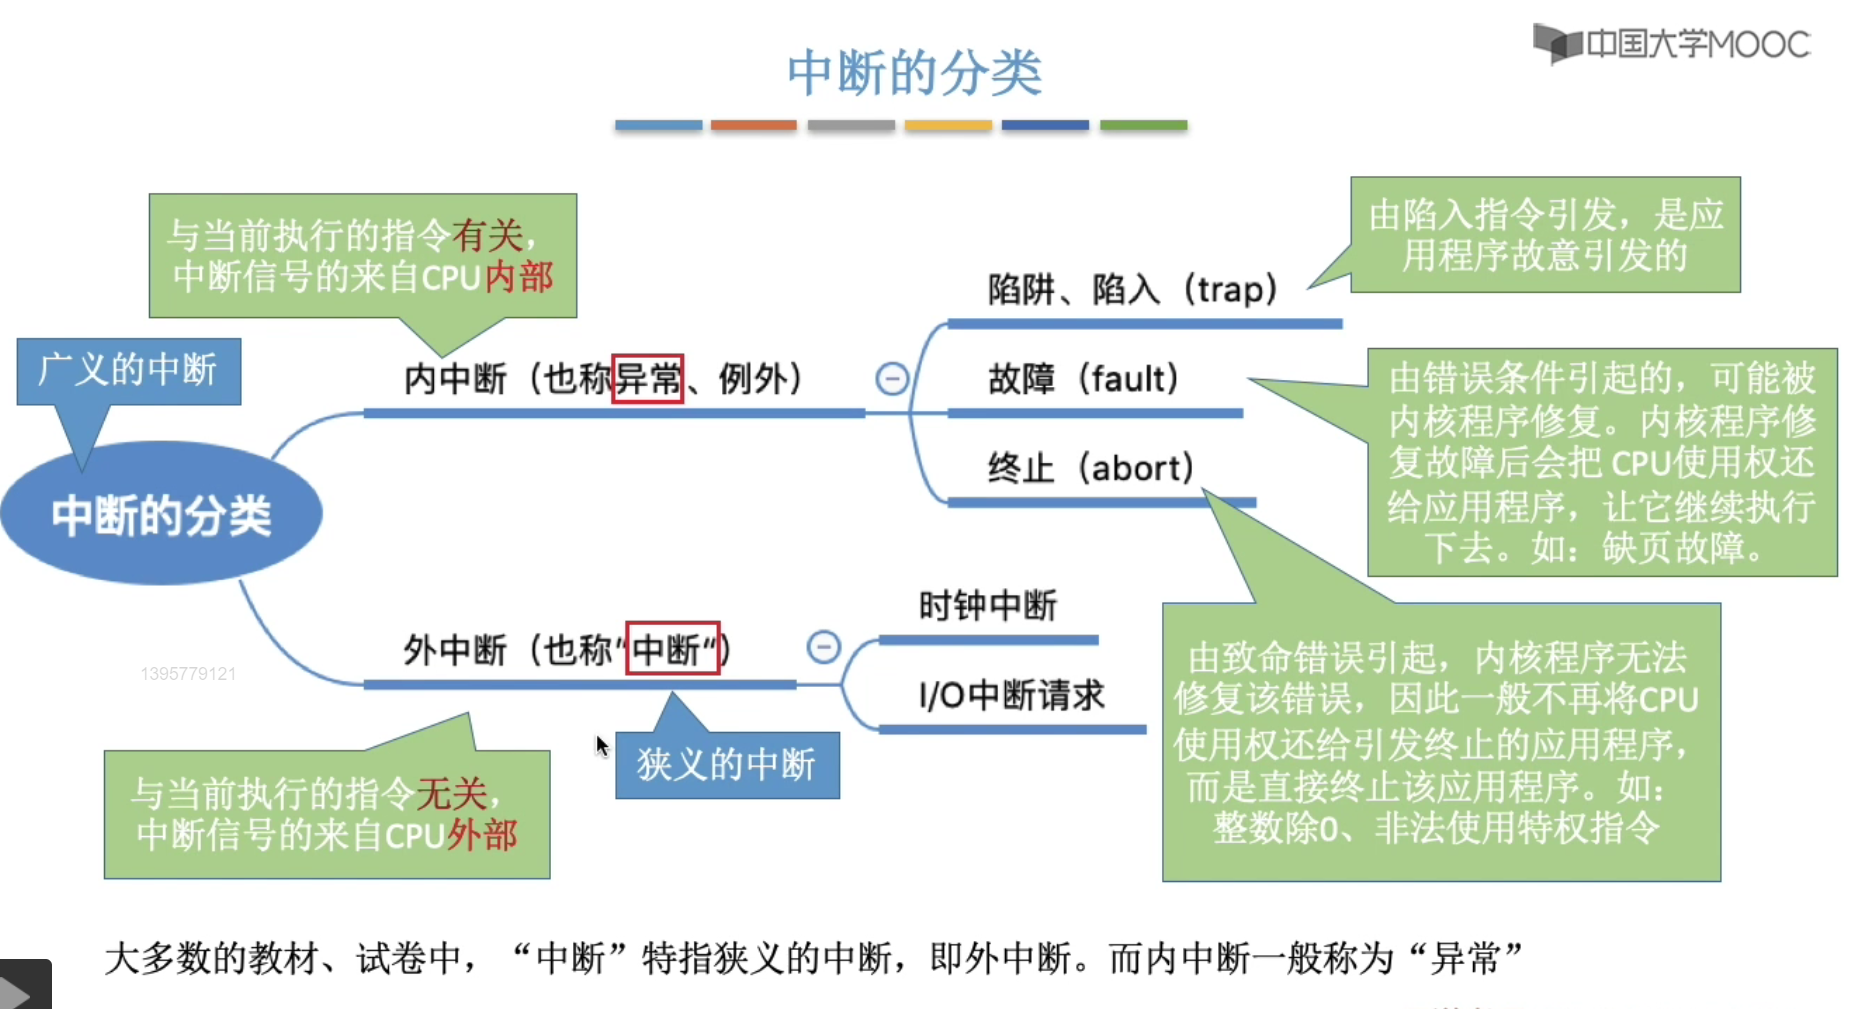 中国大学MOOC
中断的分类
与当前执行的指令有关，
中断信号的来自CPU内部
由陷入指令引发，是应
用程序故意引发的
陷阱、陷入（trap）
广义的中断
内中断（也称异常、例外）
故障（fault）
由错误条件引起的，可能被
内核程序修复。内核程序修
复故障后会把 CPU使用权还
给应用程序，让它继续执行
下去。如：缺页故障。
终止（abort）
中断的分类
时钟中断
外中断（也称“中断“）
I/O中断请求
由致命错误引起，内核程序无法
修复该错误，因此一般不再将CPU
使用权还给引发终止的应用程序，
而是直接终止该应用程序。如：
整数除0、非法使用特权指令
1395779121
狭义的中断
与当前执行的指令无关，
中断信号的来自CPU外部
大多数的教材、试卷中，“中断”特指狭义的中断，即外中断。而内中断一般称为“异常”